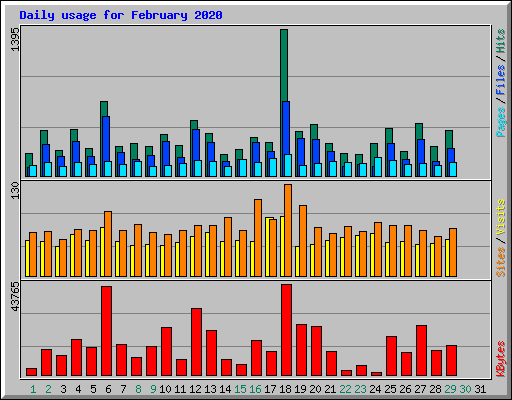 Daily usage for February 2020
1395
Pages / Files / Hits
130
Sites / Visits
43765
KBytes
1 2 3 4 5 6 7 8 9 10 11 12 13 14 15 16 17 18 19 20 21 22 23 24 25 26 27 28 29 30 31